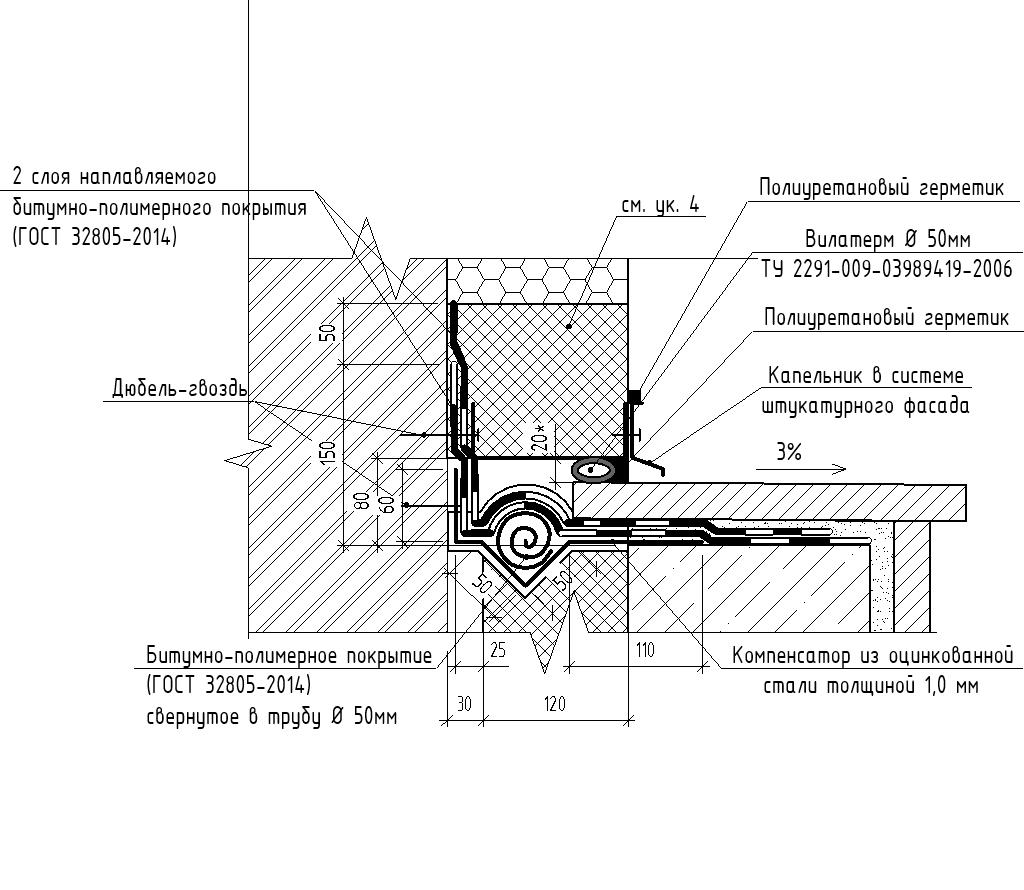 2 слоя наплавляемого
битумно-полимерного покрытия
(ГОСТ 32805-2014)
см. ук. 4
Полиуретановый герметик
Вилатерм Ø 50мм
ТУ 2291-009-03989419-2006
Полиуретановый герметик
Капельник в системе
штукатурного фасада
Дюбель-гвоздь
3%
50
150
80
60
20*
50
50
25
110
30
120
Битумно-полимерное покрытие
(ГОСТ 32805-2014)
свернутое в трубу Ø 50мм
Компенсатор из оцинкованной
стали толщиной 1,0 мм